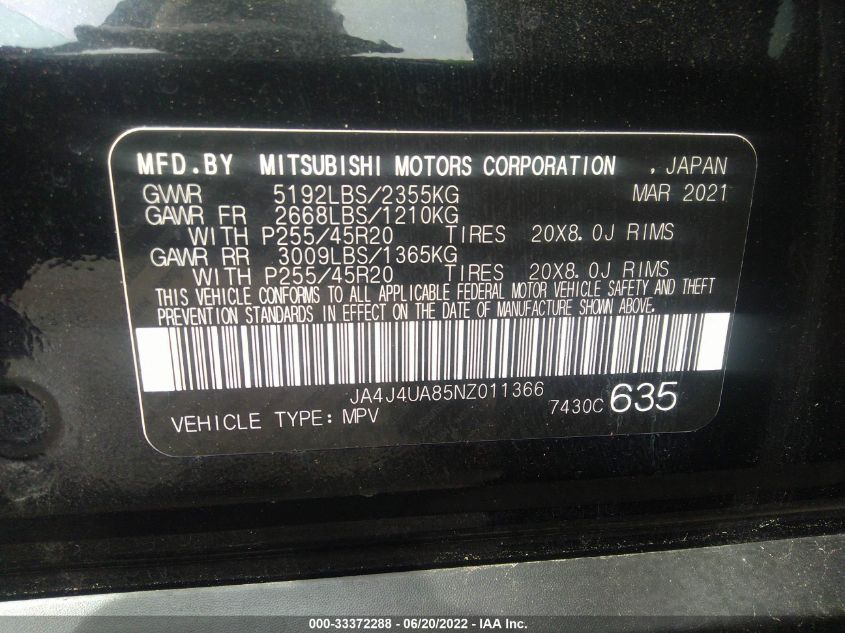 MFD.BY MITSUBISHI MOTORS CORPORATION , JAPAN
GVWR 5192LBS/2355KG MAR 2021
GAWR FR 2668LBS/1210KG
WITH P255/45R20 TIRES 20X8.0J RIMS
GAWR RR 3009LBS/1365KG
WITH P255/45R20 TIRES 20X8.0J RIMS
THIS VEHICLE CONFORMS TO ALL APPLICABLE FEDERAL MOTOR VEHICLE SAFETY AND THEFT
PREVENTION STANDARDS IN EFFECT ON THE DATE OF MANUFACTURE SHOWN ABOVE.
JA4J4UA85NZ011366
VEHICLE TYPE: MPV 7430C 635
000-33372288 - 06/20/2022 - IAA Inc.